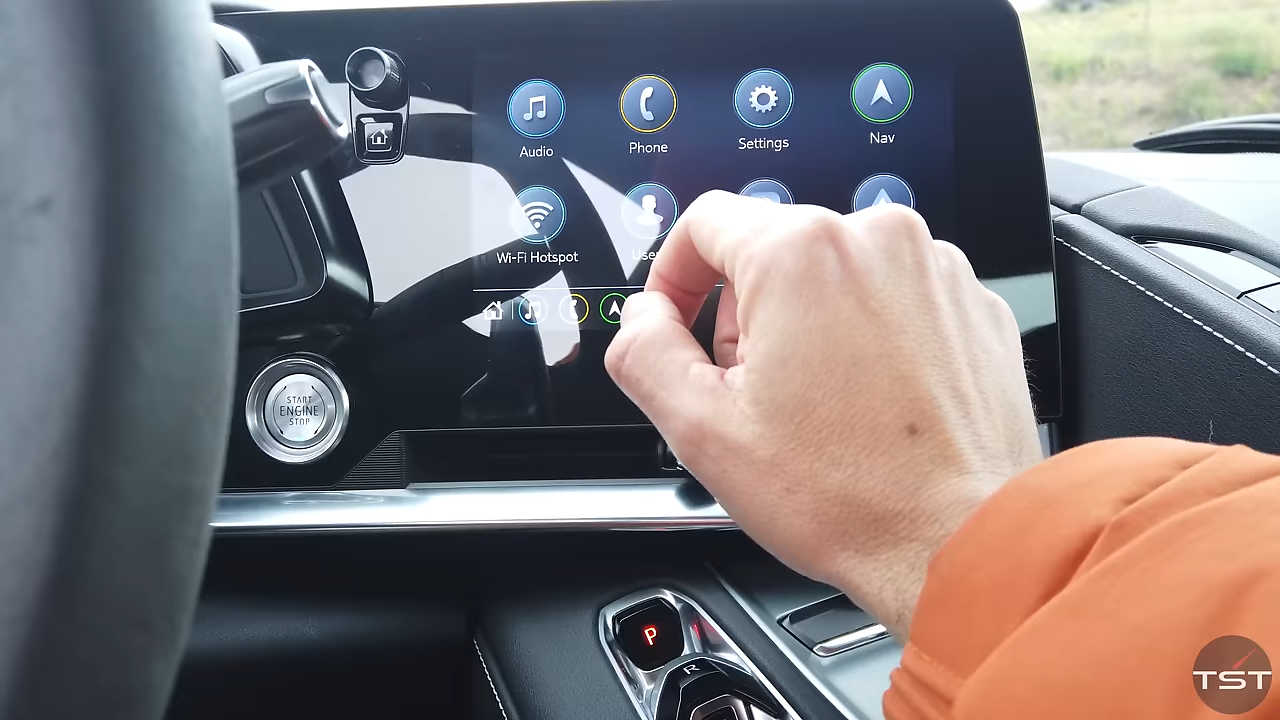 Audio
Phone
Settings
Nav
Wi-Fi Hotspot
START
ENGINE
STOP
P
R
TST